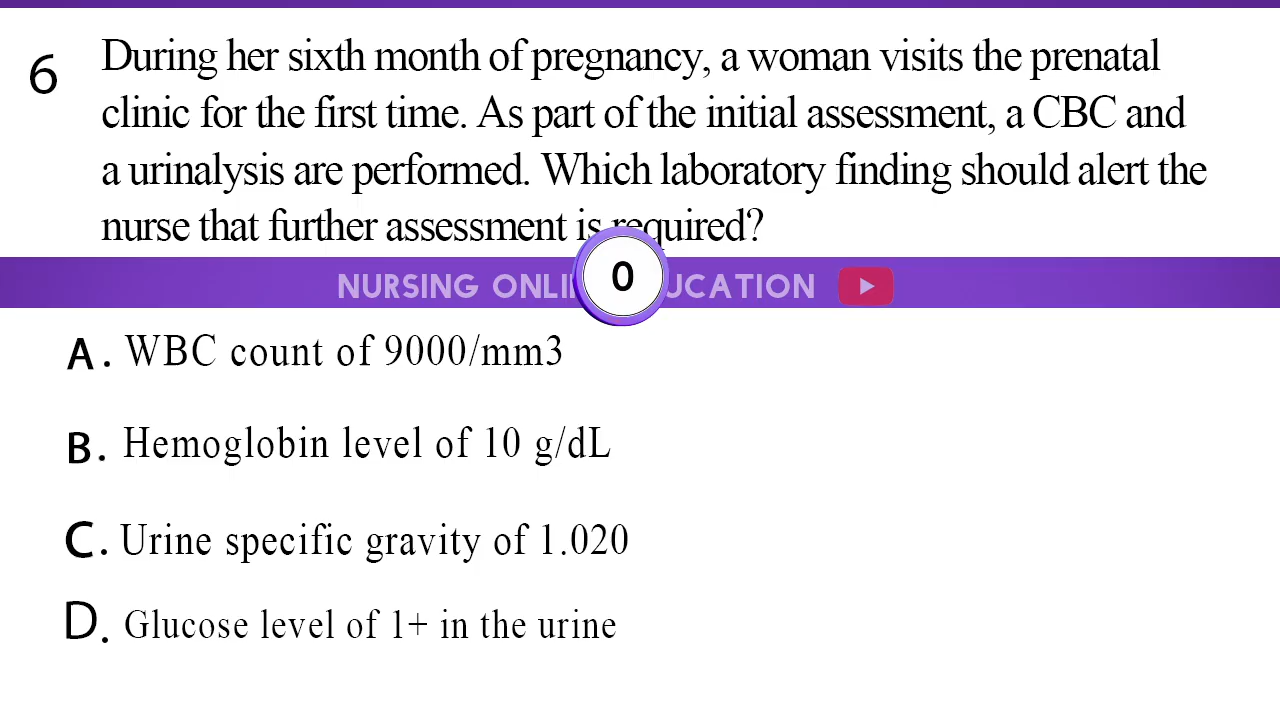 6
During her sixth month of pregnancy, a woman visits the prenatal
clinic for the first time. As part of the initial assessment, a CBC and
a urinalysis are performed. Which laboratory finding should alert the
nurse that further assessment is required?
NURSING ONLINE EDUCATION
0
A. WBC count of 9000/mm3
B. Hemoglobin level of 10 g/dL
C. Urine specific gravity of 1.020
D. Glucose level of 1+ in the urine